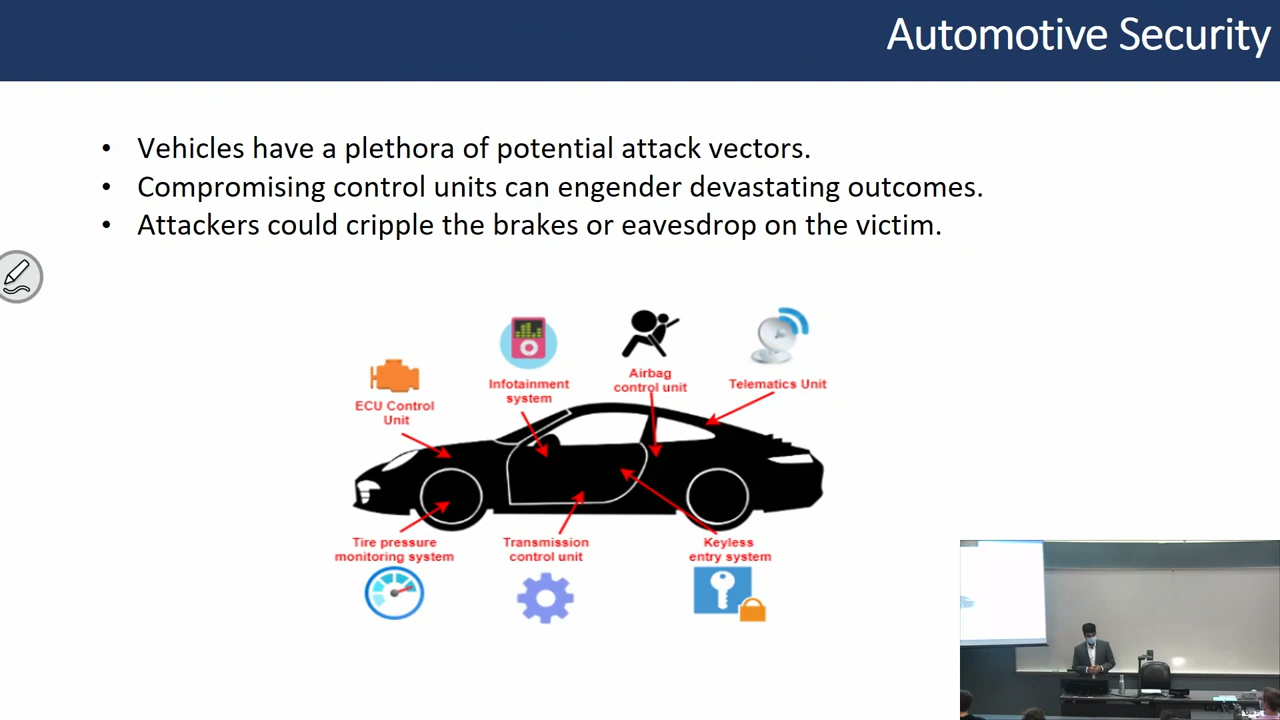 Automotive Security
• Vehicles have a plethora of potential attack vectors.
• Compromising control units can engender devastating outcomes.
• Attackers could cripple the brakes or eavesdrop on the victim.
ECU Control
Unit
Infotainment
system
Airbag
control unit
Telematics Unit
Tire pressure
monitoring system
Transmission
control unit
Keyless
entry system